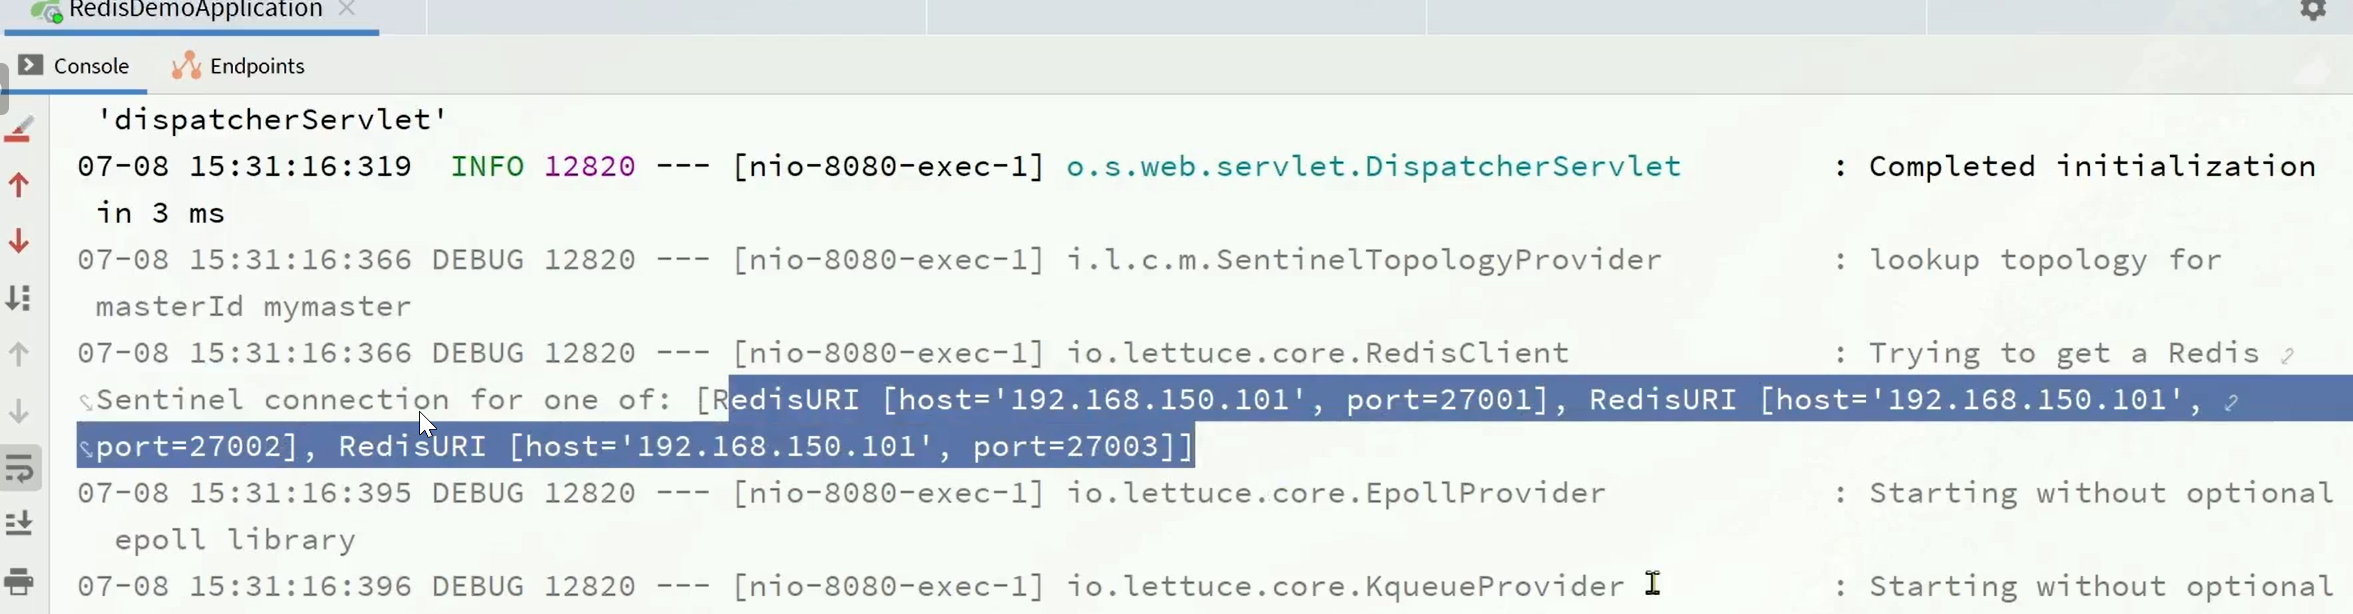 RedisDemoApplication
Console Endpoints
'dispatcherServlet'
07-08 15:31:16:319 INFO 12820 --- [nio-8080-exec-1] o.s.web.servlet.DispatcherServlet : Completed initialization
in 3 ms
07-08 15:31:16:366 DEBUG 12820 --- [nio-8080-exec-1] i.l.c.m.SentinelTopologyProvider : lookup topology for
masterId mymaster
07-08 15:31:16:366 DEBUG 12820 --- [nio-8080-exec-1] io.lettuce.core.RedisClient : Trying to get a Redis
Sentinel connection for one of: [RedisURI [host='192.168.150.101', port=27001], RedisURI [host='192.168.150.101',
port=27002], RedisURI [host='192.168.150.101', port=27003]]
07-08 15:31:16:395 DEBUG 12820 --- [nio-8080-exec-1] io.lettuce.core.EpollProvider : Starting without optional
epoll library
07-08 15:31:16:396 DEBUG 12820 --- [nio-8080-exec-1] io.lettuce.core.KqueueProvider : Starting without optional